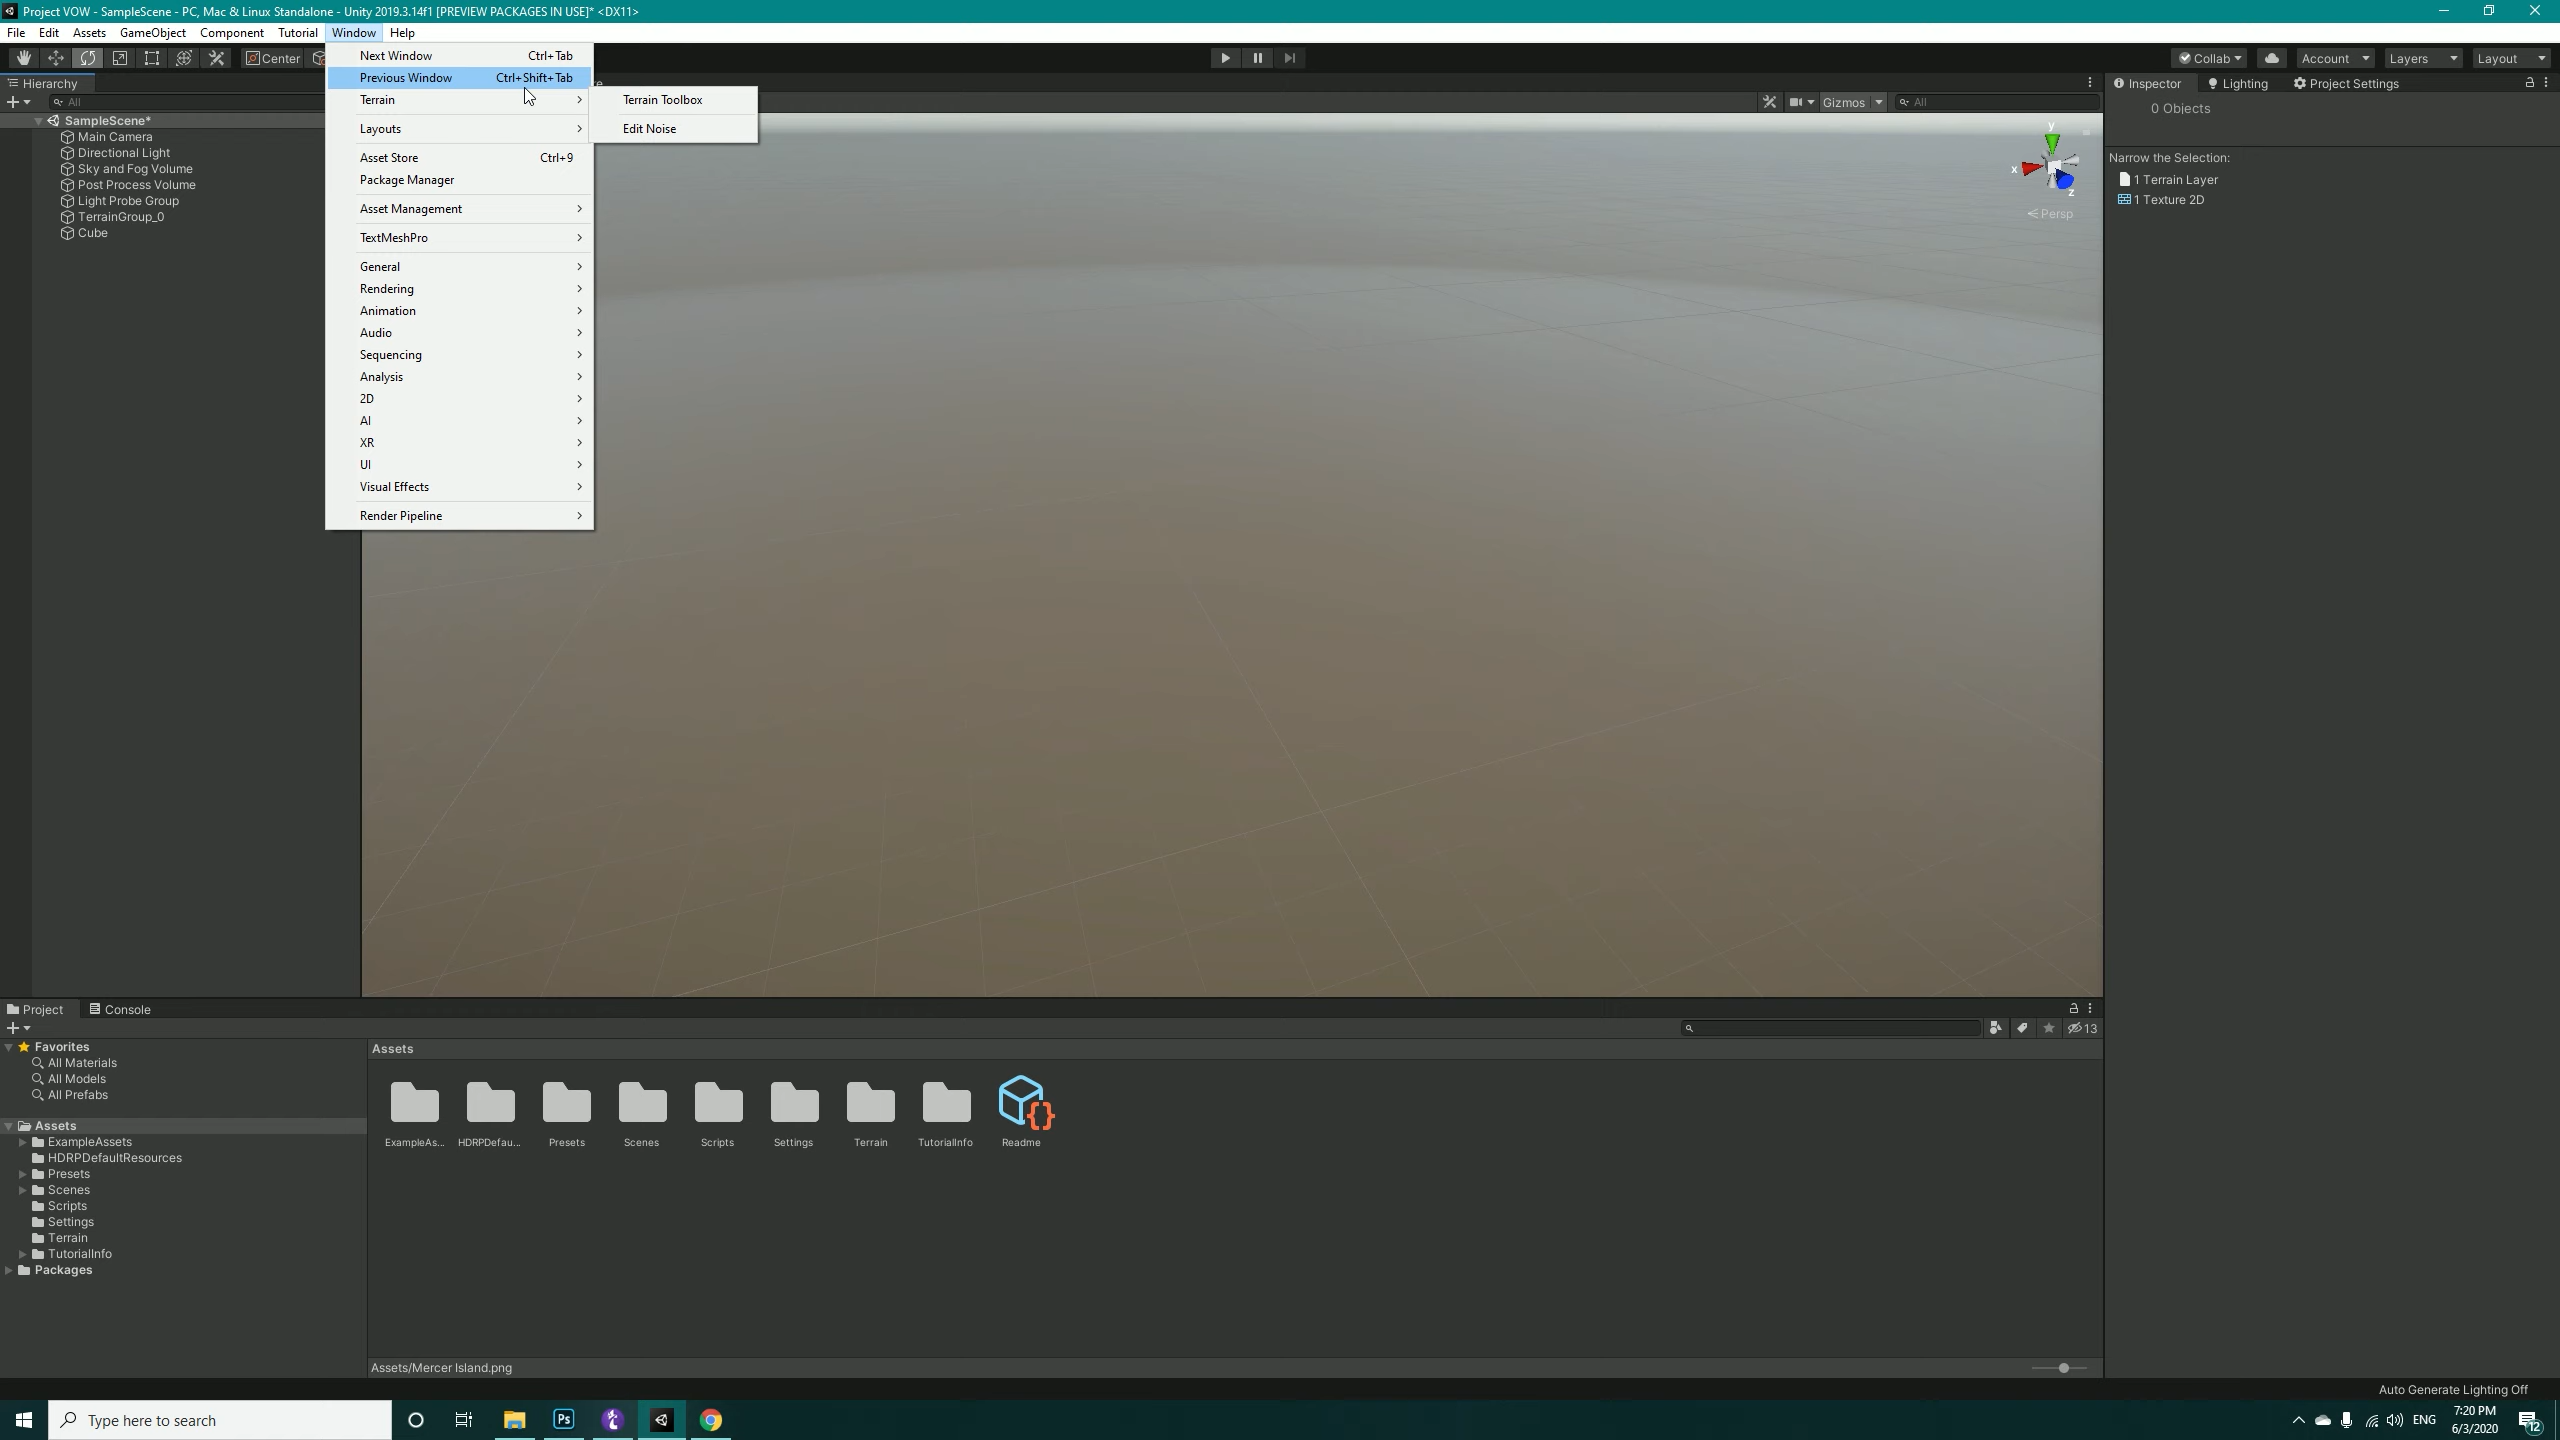 Project VOW - SampleScene - PC, Mac & Linux Standalone - Unity 2019.3.14f1 [PREVIEW PACKAGES IN USE]* <DX11>
File Edit Assets GameObject Component Tutorial Window Help
Center
Collab Account Layers Layout
Next Window Ctrl+Tab
Previous Window Ctrl+Shift+Tab
Terrain
Layouts
Asset Store Ctrl+9
Package Manager
Asset Management
TextMeshPro
General
Rendering
Animation
Audio
Sequencing
Analysis
2D
AI
XR
UI
Visual Effects
Render Pipeline
Terrain Toolbox
Edit Noise
Hierarchy
All
SampleScene*
Main Camera
Directional Light
Sky and Fog Volume
Post Process Volume
Light Probe Group
TerrainGroup_0
Cube
Gizmos All
y
x
z
Persp
Inspector Lighting Project Settings
0 Objects
Narrow the Selection:
1 Terrain Layer
1 Texture 2D
Project Console
13
Favorites
All Materials
All Models
All Prefabs
Assets
ExampleAssets
HDRPDefaultResources
Presets
Scenes
Scripts
Settings
Terrain
TutorialInfo
Packages
Assets
ExampleAs... HDRPDefau... Presets Scenes Scripts Settings Terrain TutorialInfo Readme
Assets/Mercer Island.png
Auto Generate Lighting Off
Type here to search
Ps
ENG
7:20 PM
6/3/2020
12